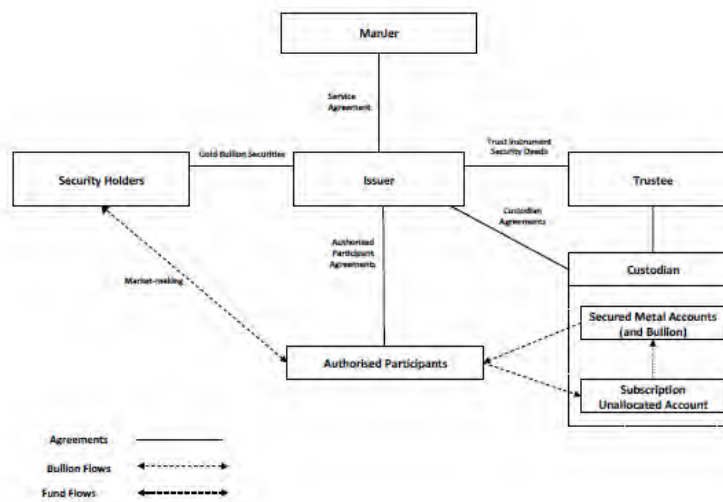 ManJer
Service
Agreement
Gold Bullion Securities
Trust Instrument
Security Deeds
Security Holders
Issuer
Trustee
Custodian
Agreements
Authorised
Participant
Agreements
Custodian
Market-making
Secured Metal Accounts
(and Bullion)
Authorised Participants
Subscription
Unallocated Account
Agreements
Bullion Flows
Fund Flows